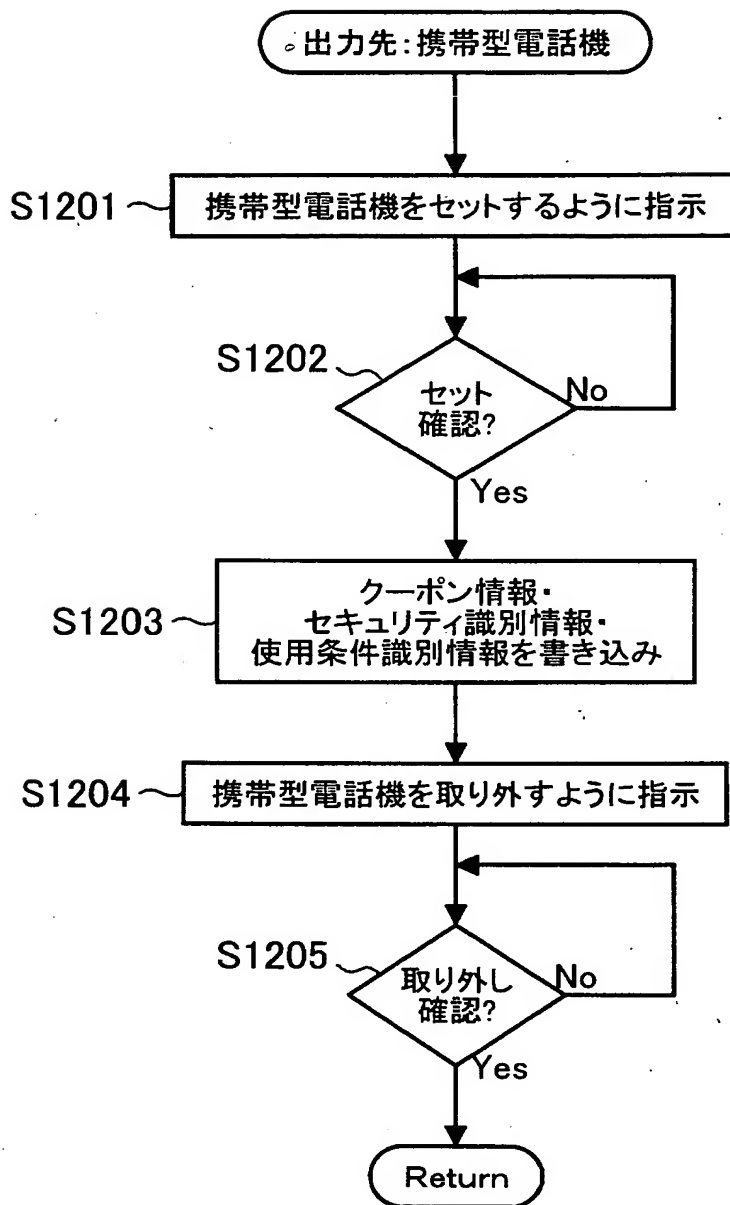 出力先:携帯型電話機
S1201
携帯型電話機をセットするように指示
S1202
セット
確認?
No
Yes
S1203
クーポン情報・
セキュリティ識別情報・
使用条件識別情報を書き込み
S1204
携帯型電話機を取り外すように指示
S1205
取り外し
確認?
No
Yes
Return